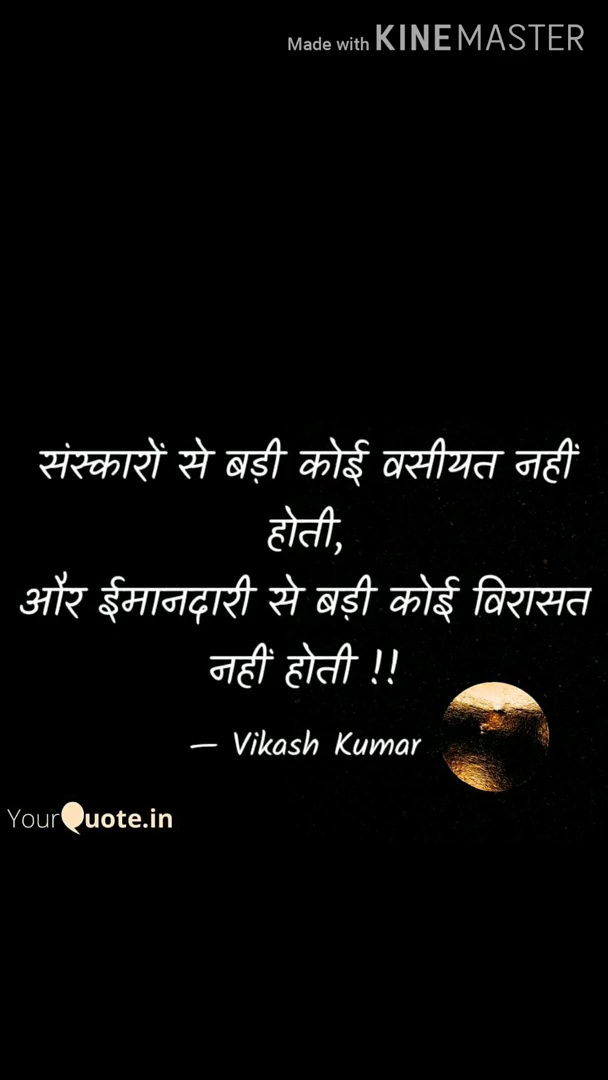 Made with KINEMASTER
संस्कारों से बड़ी कोई वसीयत नहीं
होती,
और ईमानदारी से बड़ी कोई विरासत
नहीं होती !!
— Vikash Kumar
YourQuote.in